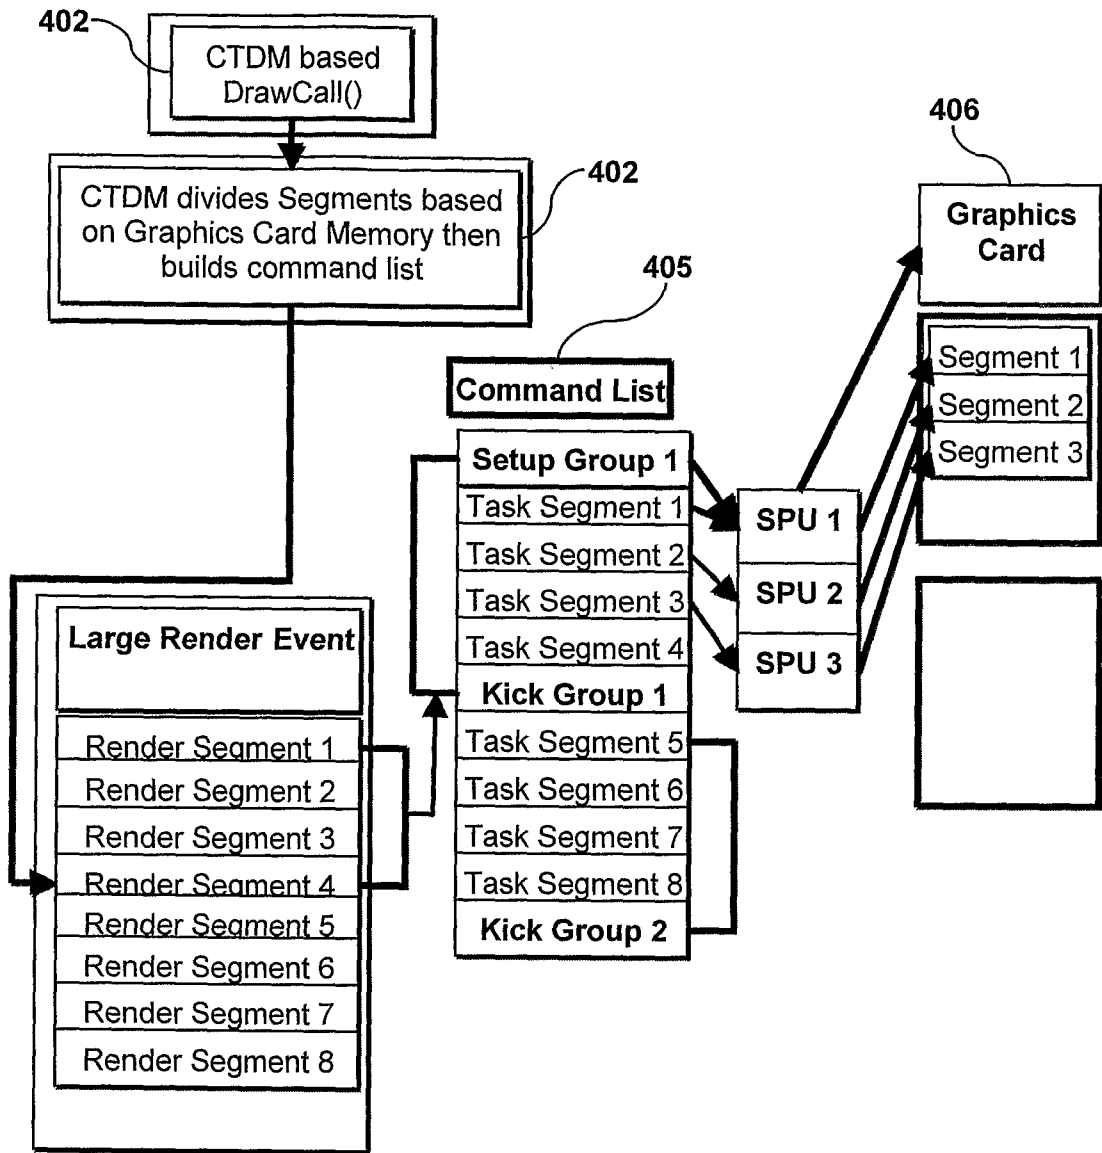 402
CTDM based
DrawCall()
CTDM divides Segments based
on Graphics Card Memory then
builds command list
402
406
Graphics
Card
Segment 1
Segment 2
Segment 3
405
Command List
Setup Group 1
Task Segment 1
Task Segment 2
Task Segment 3
Task Segment 4
Kick Group 1
Task Segment 5
Task Segment 6
Task Segment 7
Task Segment 8
Kick Group 2
SPU 1
SPU 2
SPU 3
Large Render Event
Render Segment 1
Render Segment 2
Render Segment 3
Render Segment 4
Render Segment 5
Render Segment 6
Render Segment 7
Render Segment 8